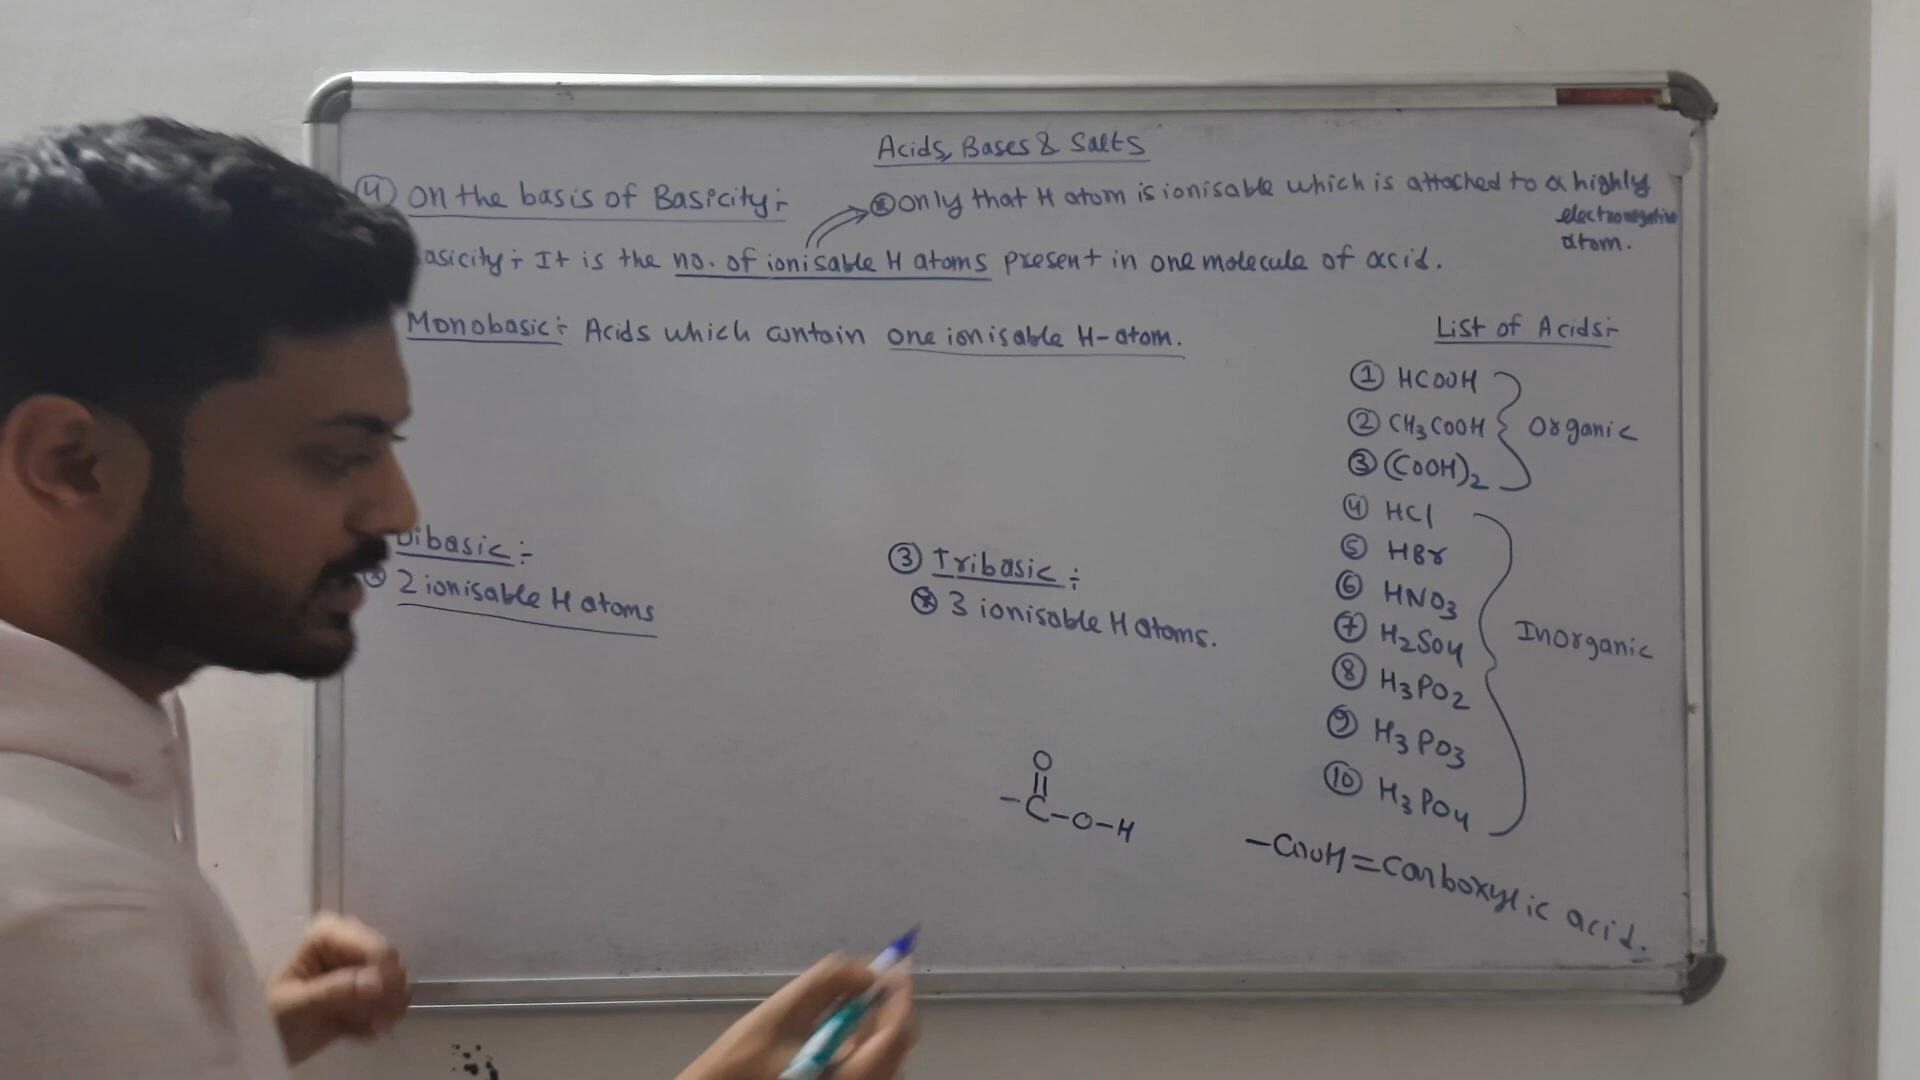 Acids, Bases & Salts
4 On the basis of Basicity:-
only that H atom is ionisable which is attached to a highly
electronegative
atom.
asicity:- It is the no. of ionisable H atoms present in one molecule of acid.
Monobasic:- Acids which contain one ionisable H-atom.
List of Acids:-
1 HCOOH
2 CH3COOH
3 (COOH)2
Organic
4 HCl
5 HBr
6 HNO3
7 H2SO4
8 H3PO2
9 H3PO3
10 H3PO4
Inorganic
Dibasic:-
2 ionisable H atoms
3 Tribasic:-
3 ionisable H atoms.
O
-C-O-H
-COOH = Carboxylic acid.